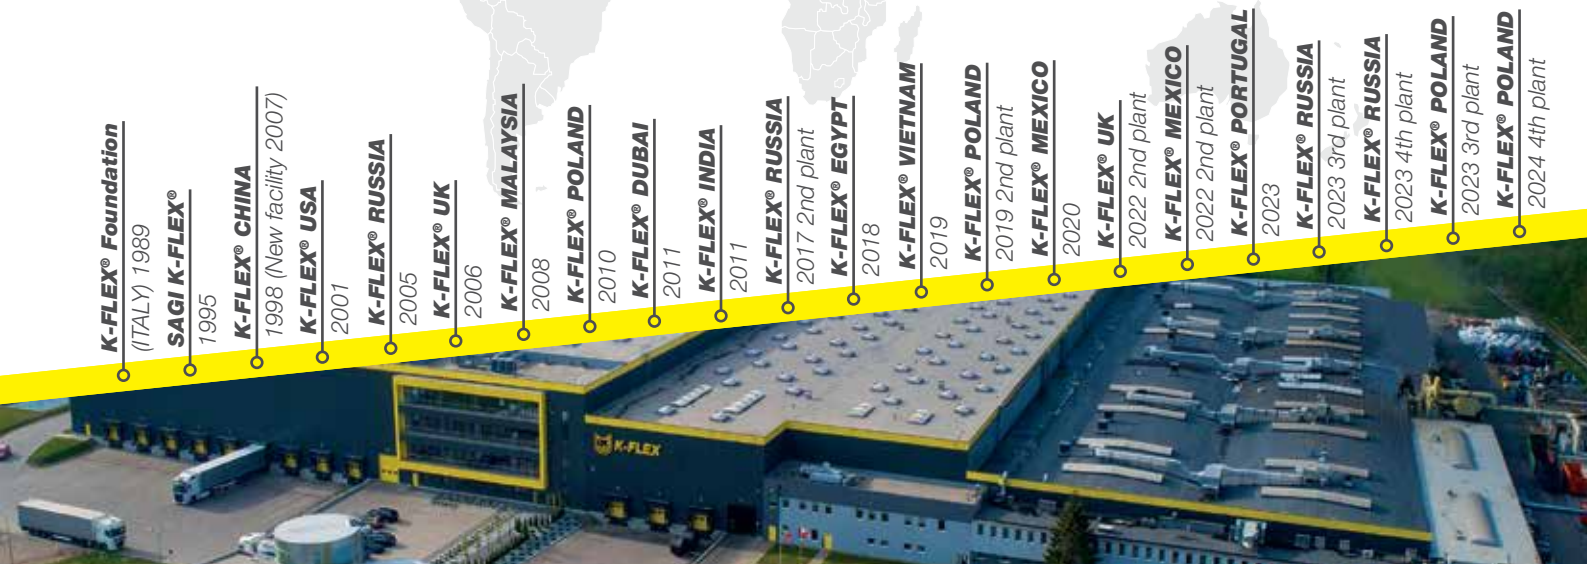 K-FLEX® Foundation
(ITALY) 1989
SAGI K-FLEX®
1995
K-FLEX® CHINA
1998 (New facility 2007)
K-FLEX® USA
2001
K-FLEX® RUSSIA
2005
K-FLEX® UK
2006
K-FLEX® MALAYSIA
2008
K-FLEX® POLAND
2010
K-FLEX® DUBAI
2011
K-FLEX® INDIA
2011
K-FLEX® RUSSIA
2017 2nd plant
K-FLEX® EGYPT
2018
K-FLEX® VIETNAM
2019
K-FLEX® POLAND
2019 2nd plant
K-FLEX® MEXICO
2020
K-FLEX® UK
2022 2nd plant
K-FLEX® MEXICO
2022 2nd plant
K-FLEX® PORTUGAL
2023
K-FLEX® RUSSIA
2023 3rd plant
K-FLEX® RUSSIA
2023 4th plant
K-FLEX® POLAND
2023 3rd plant
K-FLEX® POLAND
2024 4th plant
K-FLEX